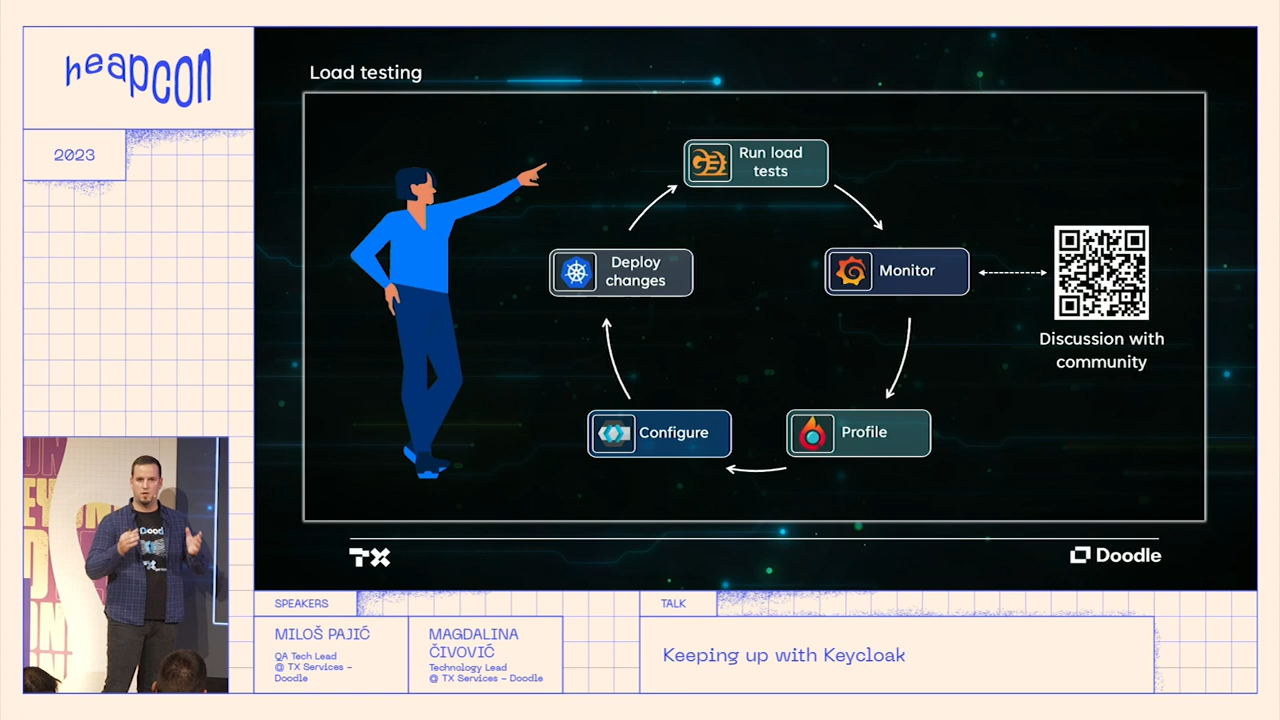 heapcon
2023
Load testing
Run load
tests
Deploy
changes
Monitor
Discussion with
community
Configure
Profile
TX
Doodle
SPEAKERS
MILOŠ PAJIĆ
QA Tech Lead
@ TX Services –
Doodle
MAGDALINA
ČIVOVIĆ
Technology Lead
@ TX Services – Doodle
TALK
Keeping up with Keycloak